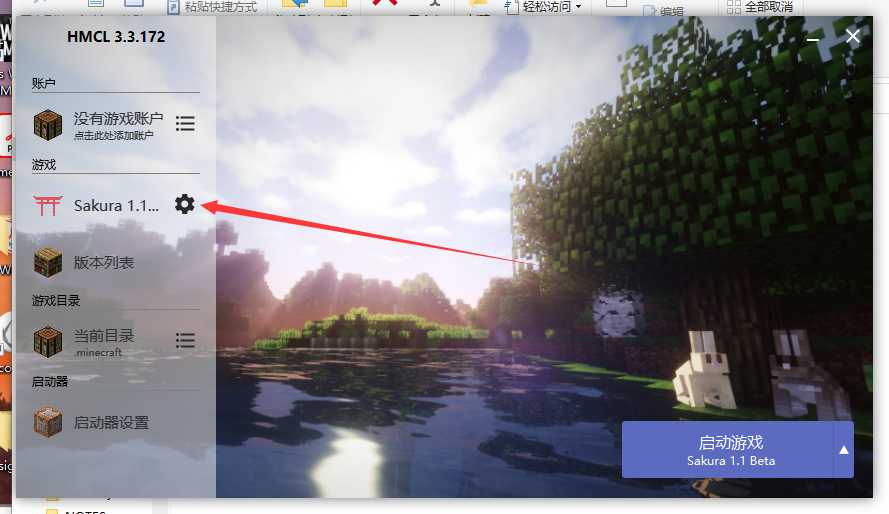 粘贴快捷方式
轻松访问
编辑
全部取消
HMCL 3.3.172
账户
没有游戏账户
点击此处添加账户
游戏
Sakura 1.1...
版本列表
游戏目录
当前目录
.minecraft
启动器
启动器设置
启动游戏
Sakura 1.1 Beta
NOTES